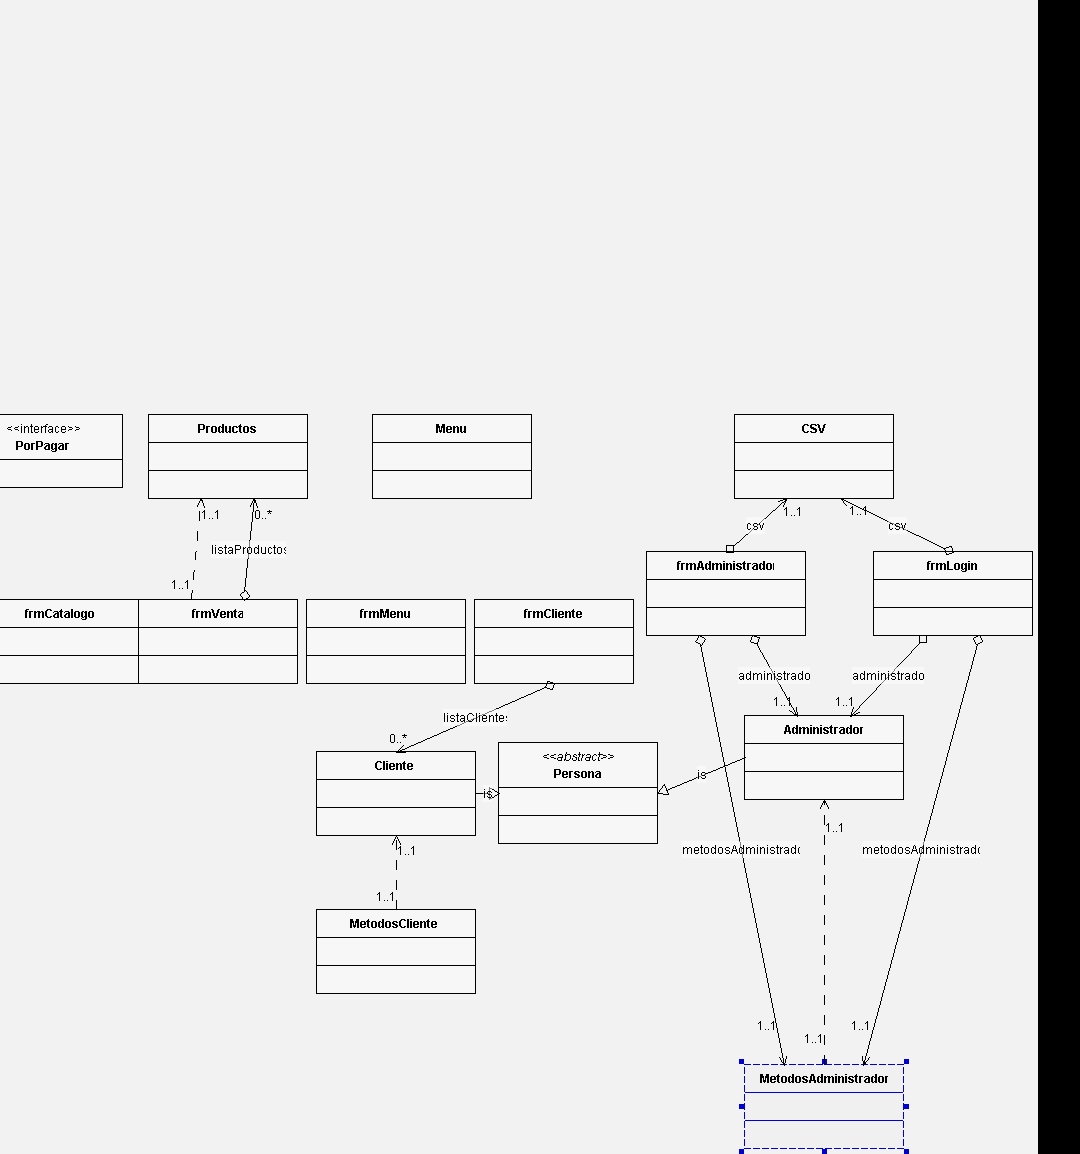 <<interface>>
PorPagar
Productos
Menu
CSV
1..1
0..*
1..1
1..1
csv
csv
listaProductos
frmAdministrador
frmLogin
1..1
frmCatalogo
frmVenta
frmMenu
frmCliente
administrado
administrado
1..1
1..1
listaClientes
0..*
Administrador
<<abstract>>
Persona
Cliente
is
is
1..1
1..1
metodosAdministrado
metodosAdministrado
1..1
MetodosCliente
1..1
1..1
1..1
MetodosAdministrador